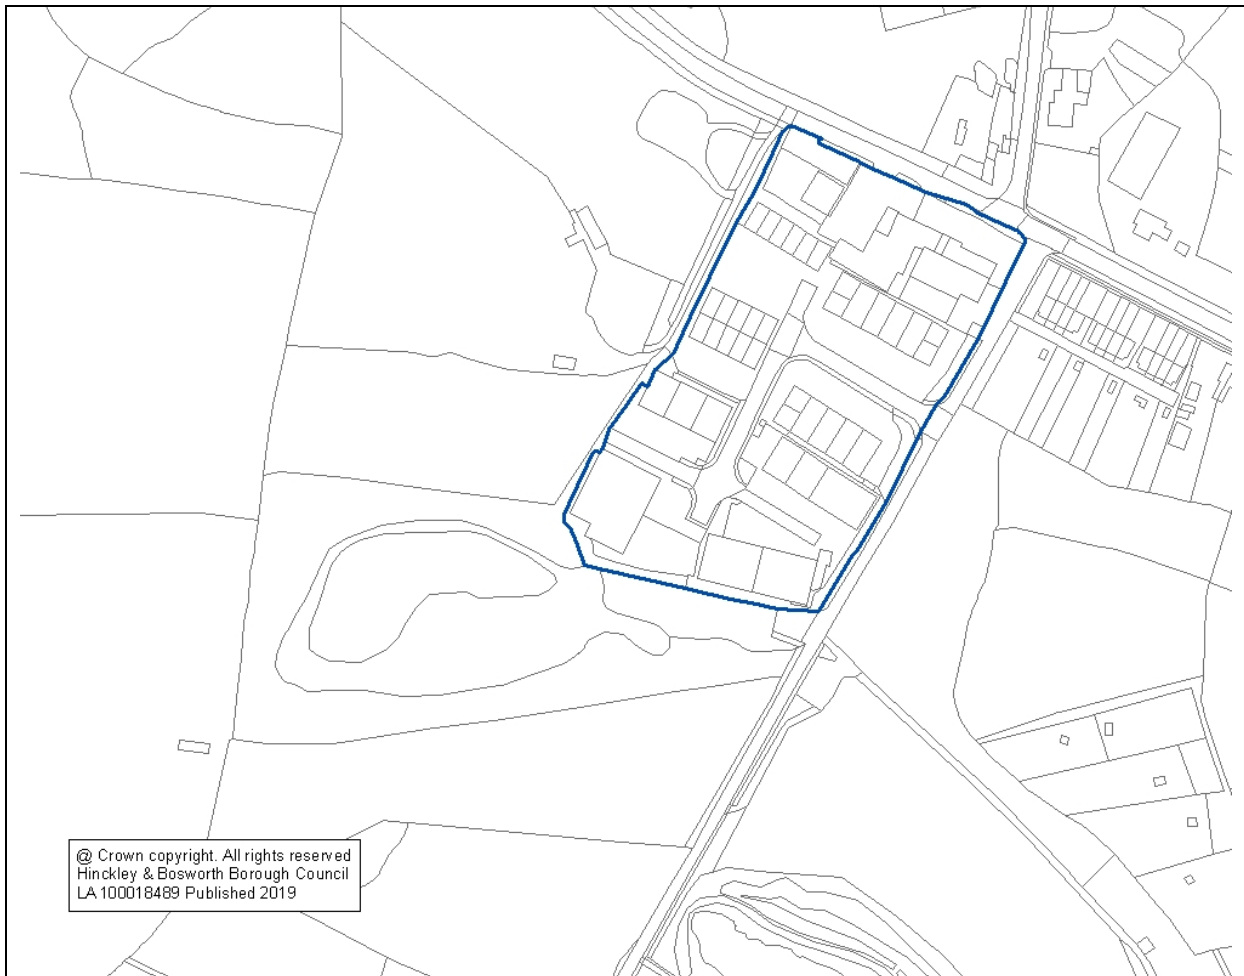 @ Crown copyright. All rights reserved
Hinckley & Bosworth Borough Council
LA 100018489 Published 2019